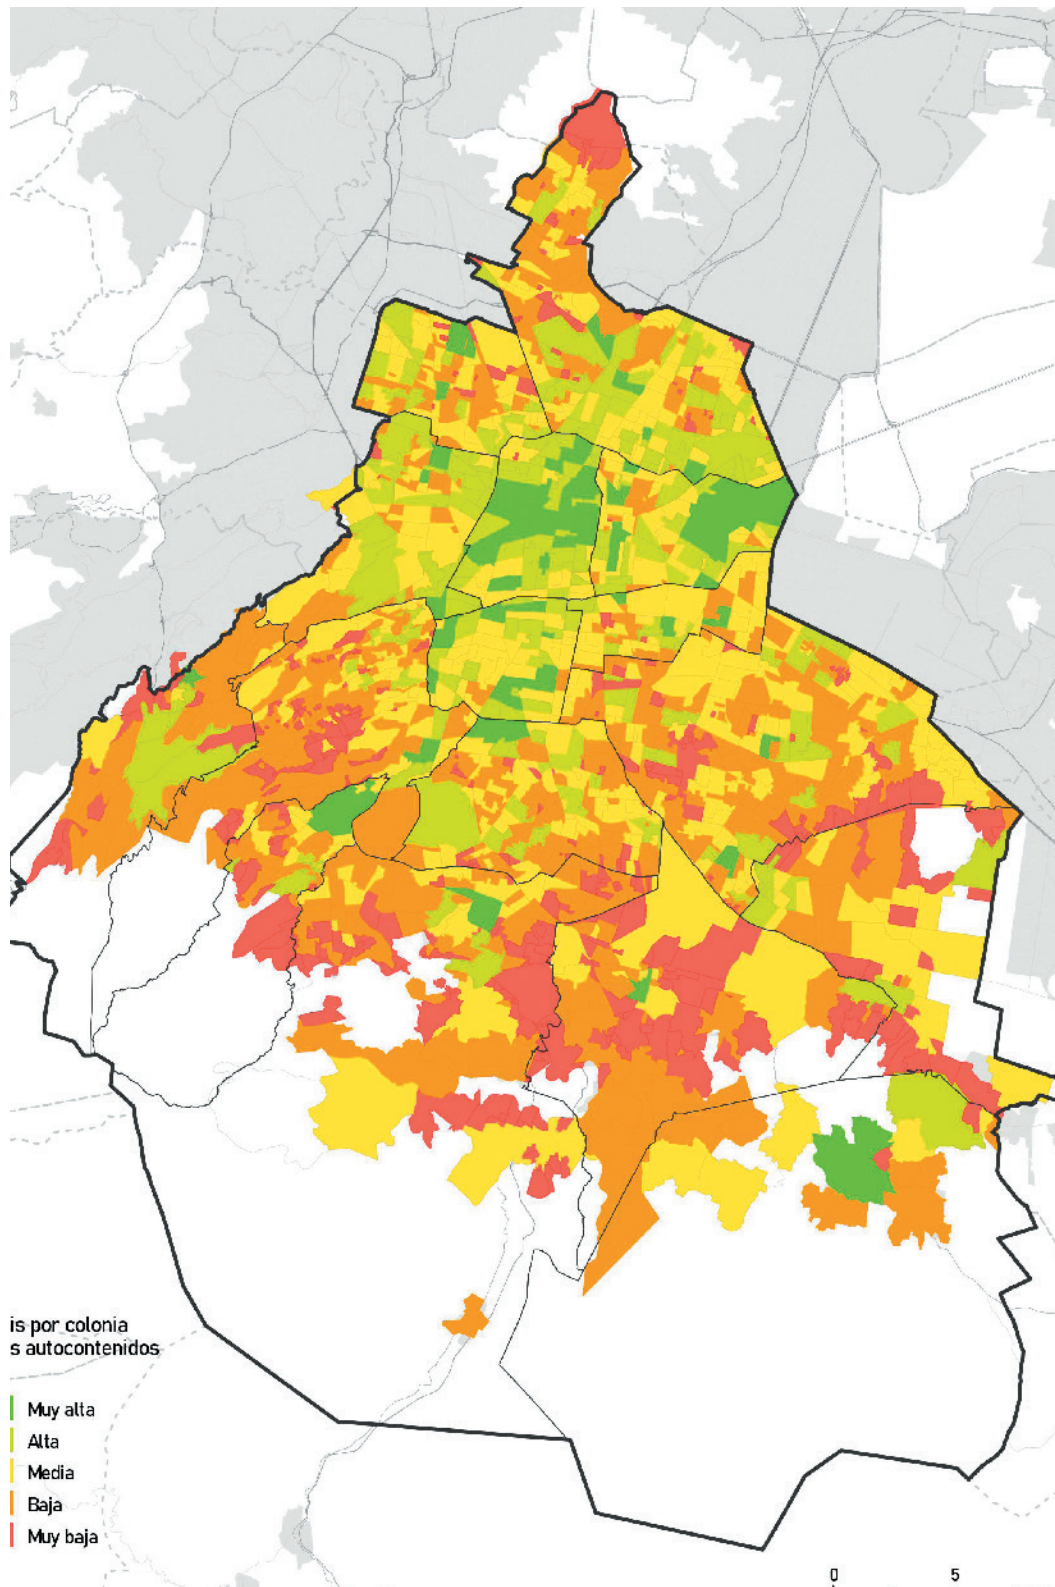 is por colonia
s autocontenidos
Muy alta
Alta
Media
Baja
Muy baja
0 5